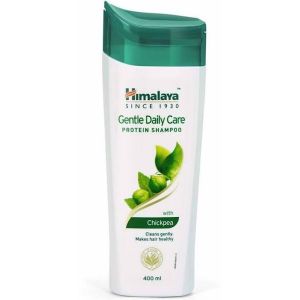 Himalaya
SINCE 1930
Gentle Daily Care
PROTEIN SHAMPOO
with
Chickpea
Cleans gently.
Makes hair healthy
400 ml